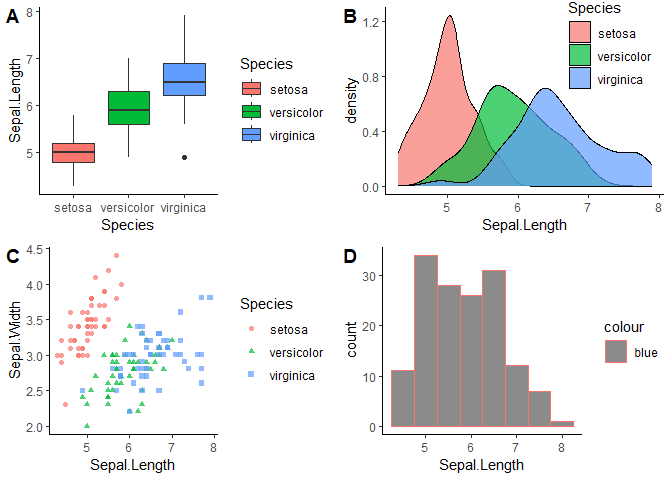 A
8
7
6
5
Sepal.Length
setosa versicolor virginica
Species
Species
setosa
versicolor
virginica
B
1.2
0.8
0.4
0.0
density
5 6 7 8
Sepal.Length
Species
setosa
versicolor
virginica
C
4.5
4.0
3.5
3.0
2.5
2.0
Sepal.Width
5 6 7 8
Sepal.Length
Species
setosa
versicolor
virginica
D
30
20
10
0
count
5 6 7 8
Sepal.Length
colour
blue